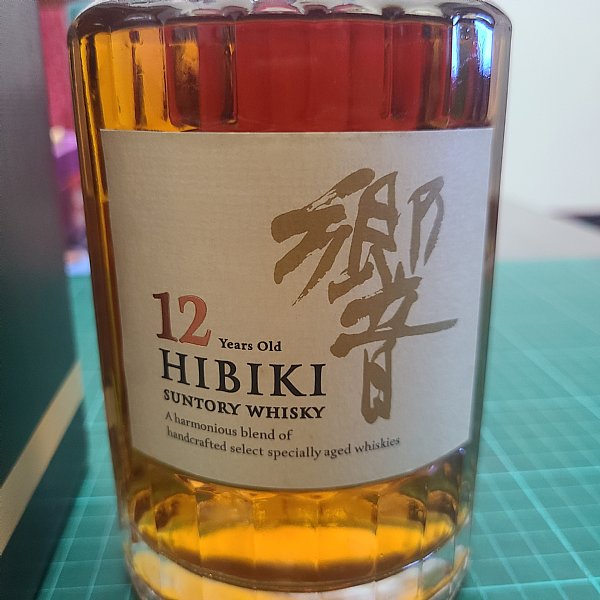 響
12 Years Old
HIBIKI
SUNTORY WHISKY
A harmonious blend of
handcrafted select specially aged whiskies